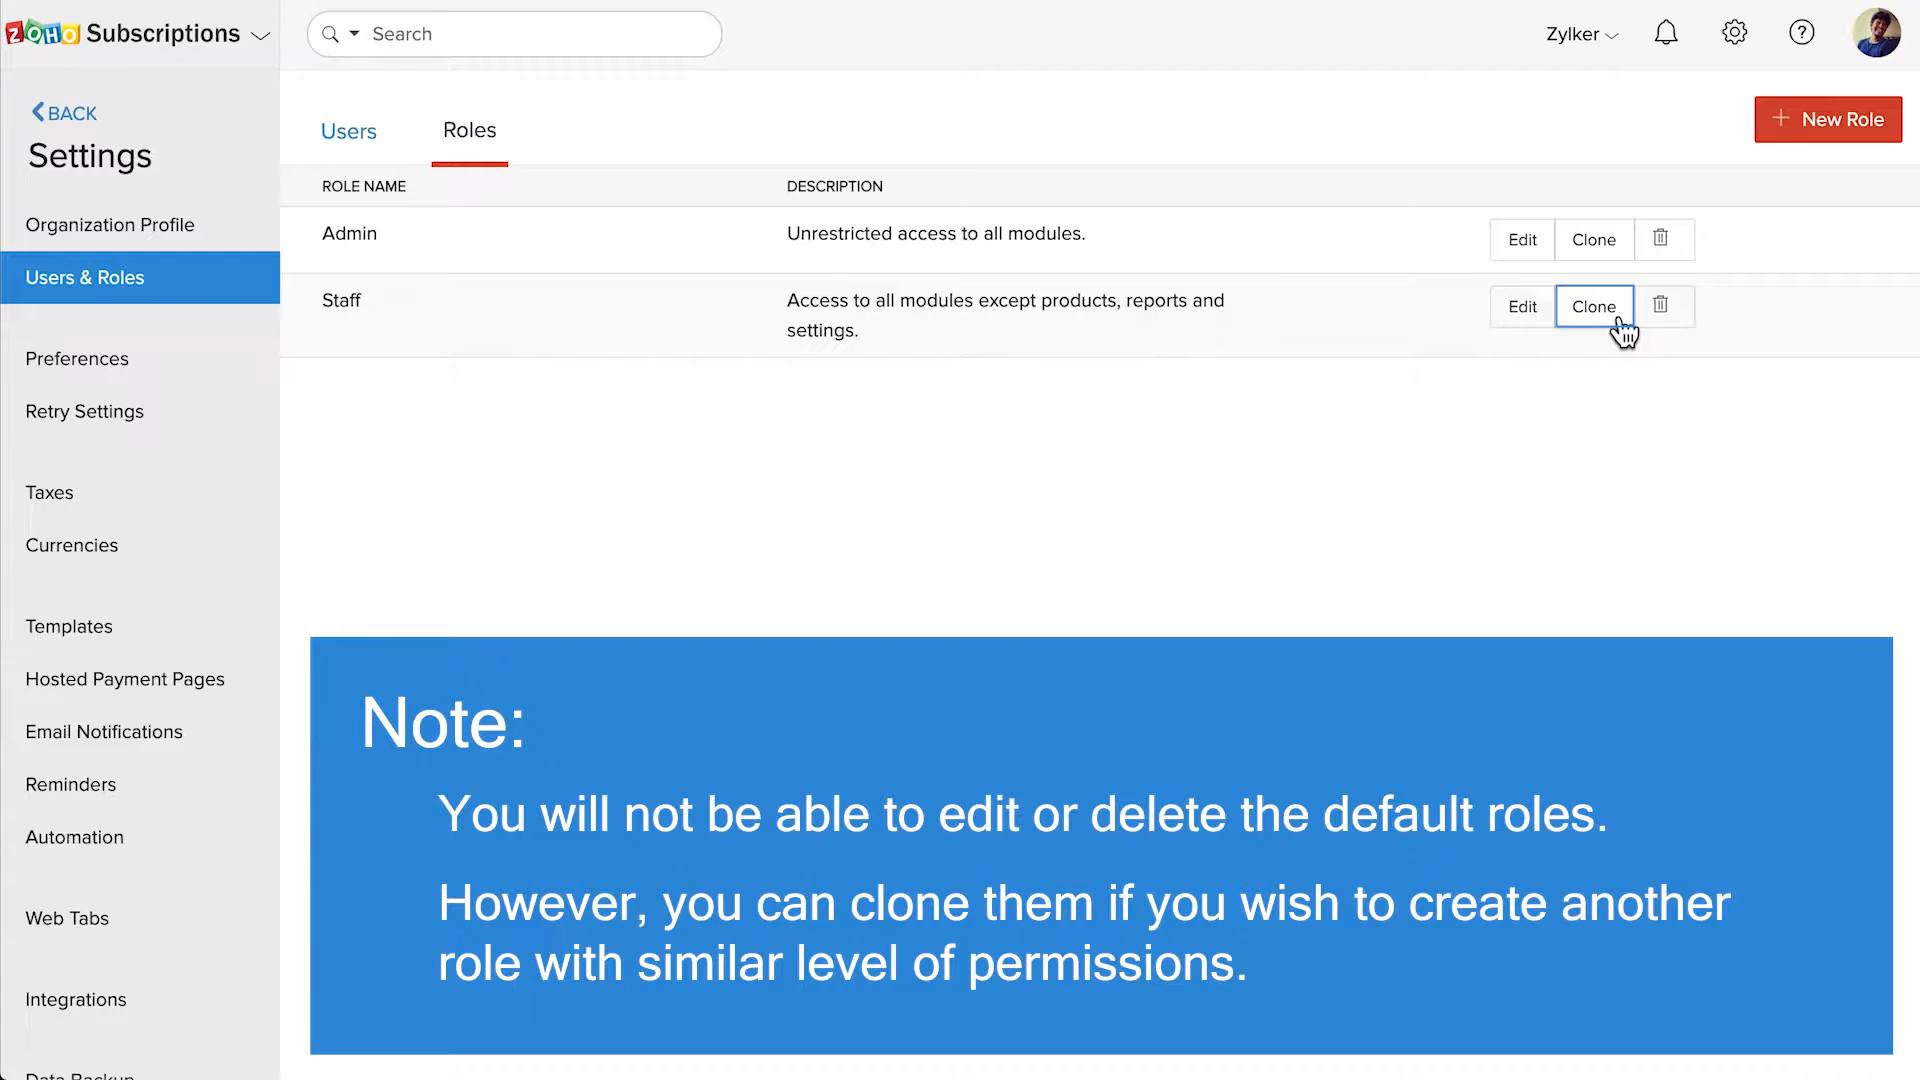 ZOHO Subscriptions
Search
Zylker
BACK
Settings
Organization Profile
Users & Roles
Preferences
Retry Settings
Taxes
Currencies
Templates
Hosted Payment Pages
Email Notifications
Reminders
Automation
Web Tabs
Integrations
Data Backup
Users
Roles
+ New Role
ROLE NAME
DESCRIPTION
Admin
Unrestricted access to all modules.
Edit
Clone
Staff
Access to all modules except products, reports and
settings.
Edit
Clone
Note:
You will not be able to edit or delete the default roles.
However, you can clone them if you wish to create another
role with similar level of permissions.